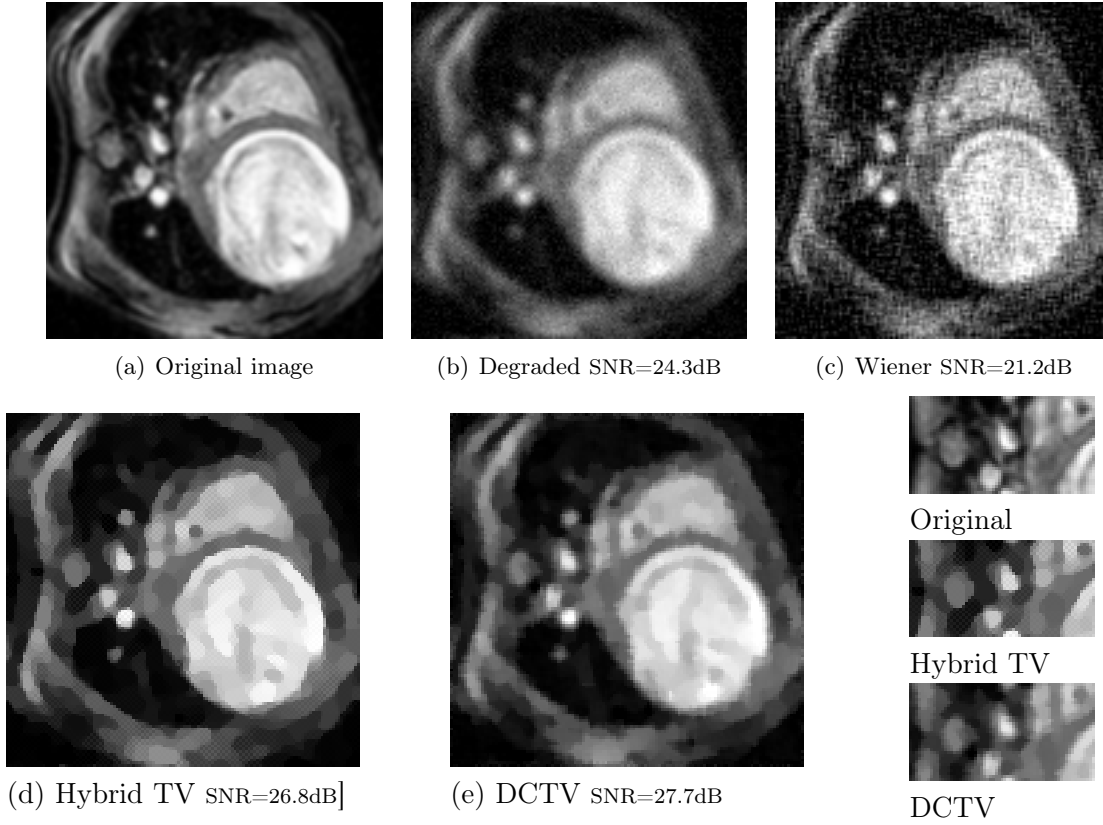 (a) Original image
(b) Degraded SNR=24.3dB
(c) Wiener SNR=21.2dB
Original
Hybrid TV
DCTV
(d) Hybrid TV SNR=26.8dB]
(e) DCTV SNR=27.7dB